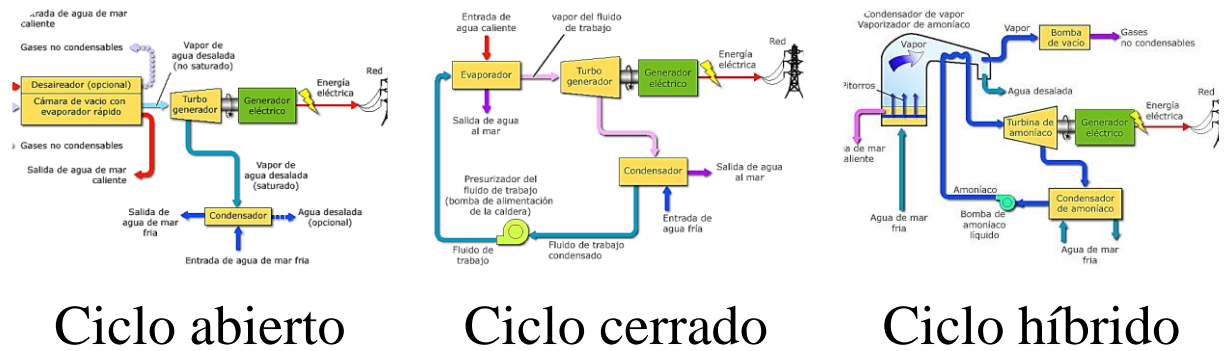 trada de agua de mar
caliente
Gases no condensables
Vapor de
agua desalada
(no saturado)
Desaireador (opcional)
Cámara de vacio con
evaporador rápido
Turbo
generador
Generador
eléctrico
Energía
eléctrica
Red
Gases no condensables
Salida de agua de mar
caliente
Vapor de
agua desalada
(saturado)
Salida de
agua de mar
fria
Condensador
Agua desalada
(opcional)
Entrada de agua de mar fria
Ciclo abierto
Entrada de
agua caliente
vapor del fluido
de trabajo
Evaporador
Turbo
generador
Generador
eléctrico
Energía
eléctrica
Red
Salida de agua
al mar
Condensador
Salida de agua
al mar
Presurizador del
fluido de trabajo
(bomba de alimentación
de la caldera)
Entrada de
agua fría
Fluido de
trabajo
Fluido de trabajo
condensado
Ciclo cerrado
Condensador de vapor
Vaporizador de amoníaco
Vapor
Vapor
Bomba
de vacío
Gases
no condensables
Pitorros
Agua desalada
Turbina de
amoníaco
Generador
eléctrico
Energía
eléctrica
Red
a de mar
aliente
Agua de mar
fria
Amoníaco
Bomba de
amoníaco
líquido
Condensador
de amoníaco
Agua de mar
fria
Ciclo híbrido